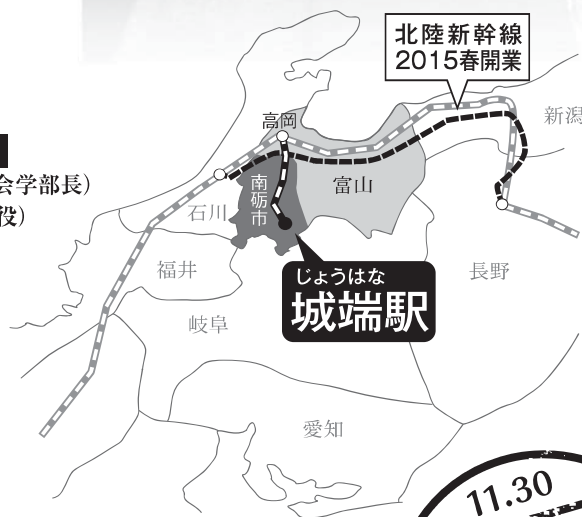 北陸新幹線
2015春開業
新潟
高岡
会学部長）
役）
南砺市
富山
石川
福井
長野
じょうはな
城端駅
岐阜
愛知
11.30